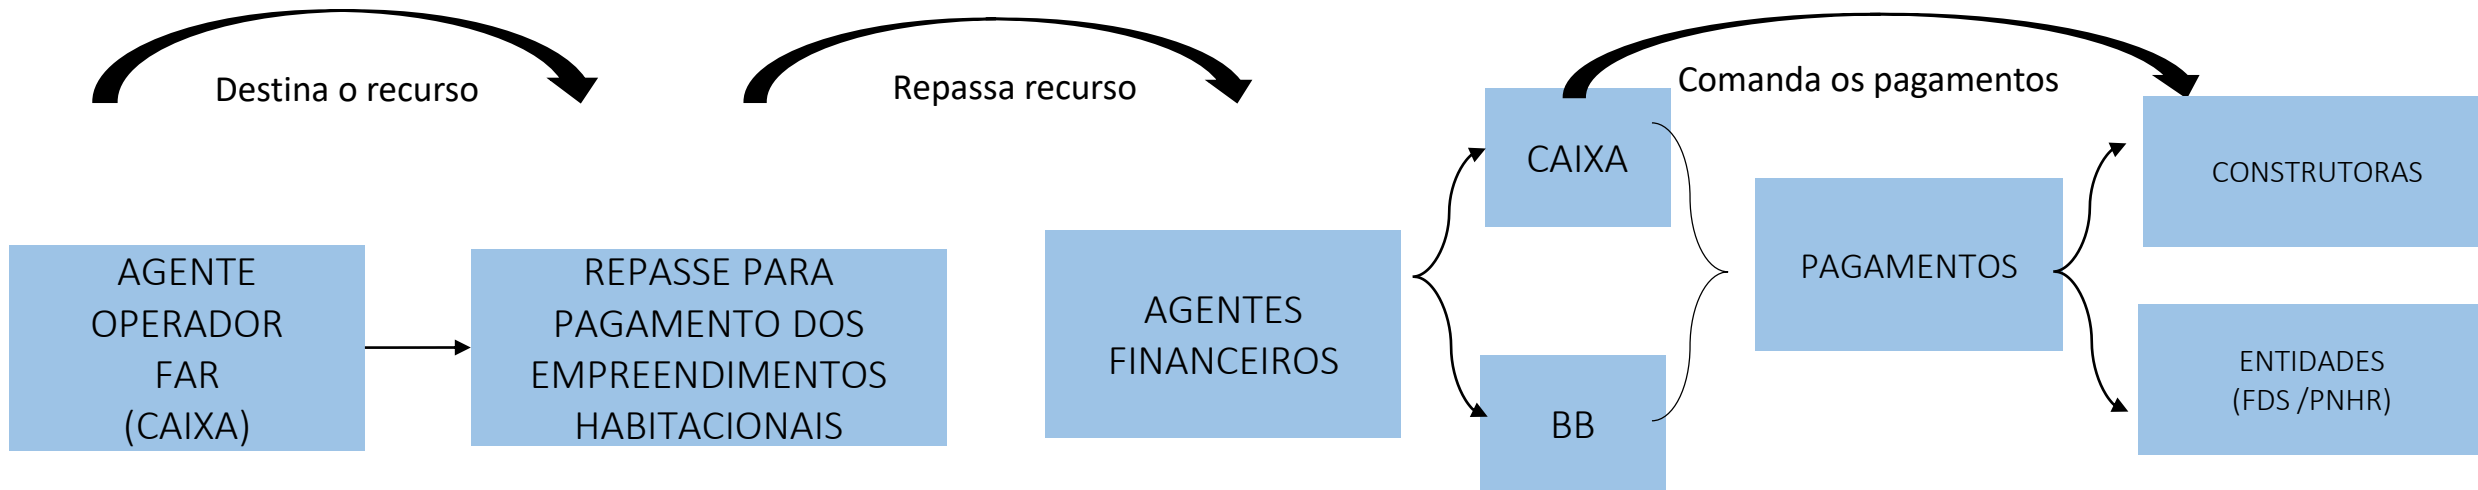 Destina o recurso
Repassa recurso
Comanda os pagamentos
AGENTE
OPERADOR
FAR
(CAIXA)
REPASSE PARA
PAGAMENTO DOS
EMPREENDIMENTOS
HABITACIONAIS
AGENTES
FINANCEIROS
CAIXA
BB
PAGAMENTOS
CONSTRUTORAS
ENTIDADES
(FDS /PNHR)